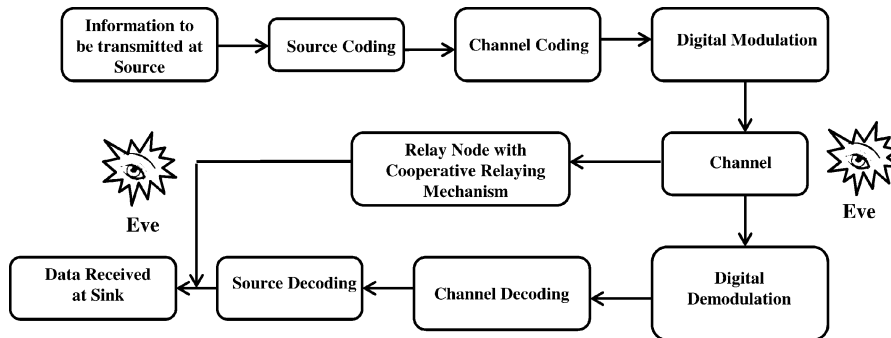 Information to
be transmitted at
Source
Source Coding
Channel Coding
Digital Modulation
Relay Node with
Cooperative Relaying
Mechanism
Channel
Eve
Eve
Data Received
at Sink
Source Decoding
Channel Decoding
Digital
Demodulation